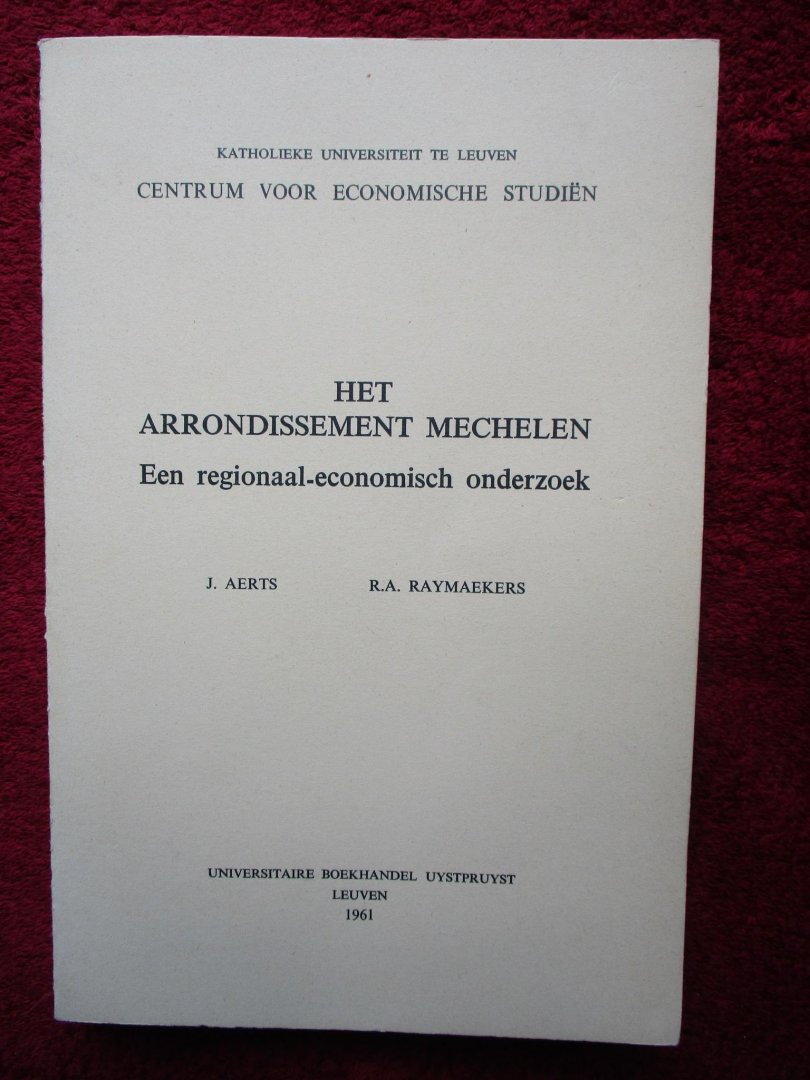 KATHOLIEKE UNIVERSITEIT TE LEUVEN
CENTRUM VOOR ECONOMISCHE STUDIËN
HET
ARRONDISSEMENT MECHELEN
Een regionaal-economisch onderzoek
J. AERTS R.A. RAYMAEKERS
UNIVERSITAIRE BOEKHANDEL UYSTPRUYST
LEUVEN
1961